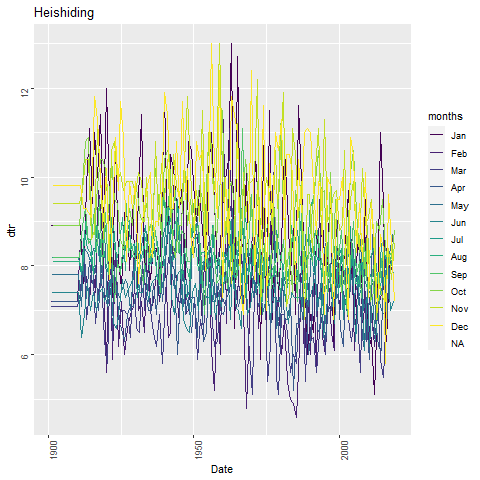 Heishiding
dtr
12
10
8
6
1900
1950
2000
Date
months
Jan
Feb
Mar
Apr
May
Jun
Jul
Aug
Sep
Oct
Nov
Dec
NA